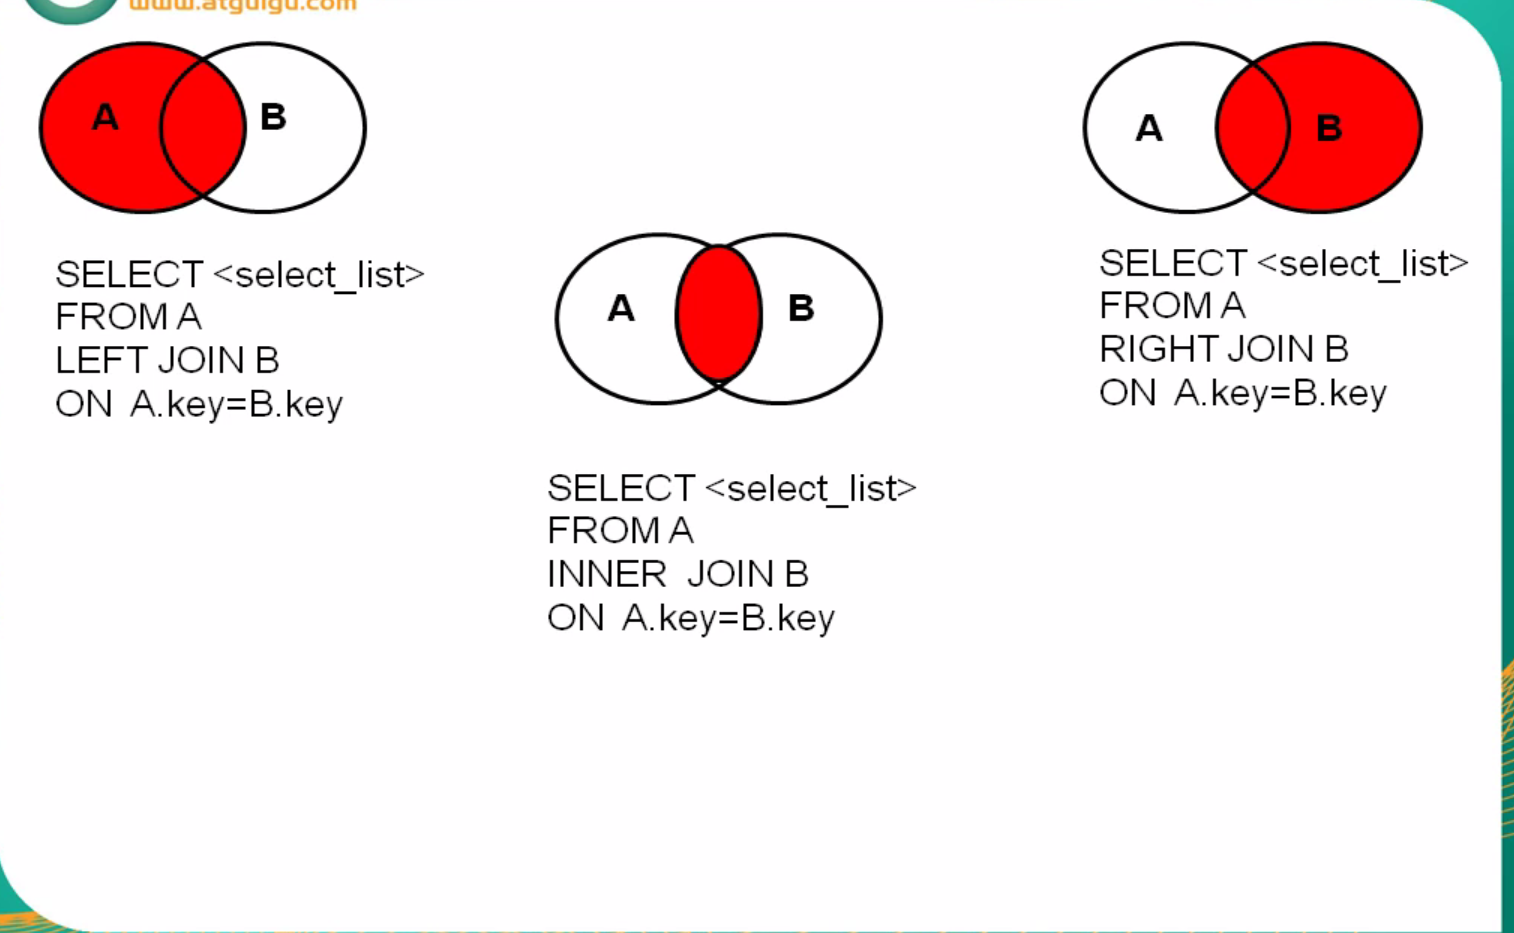 www.atguigu.com
A B
SELECT <select_list>
FROM A
LEFT JOIN B
ON A.key=B.key
A B
SELECT <select_list>
FROM A
INNER JOIN B
ON A.key=B.key
A B
SELECT <select_list>
FROM A
RIGHT JOIN B
ON A.key=B.key